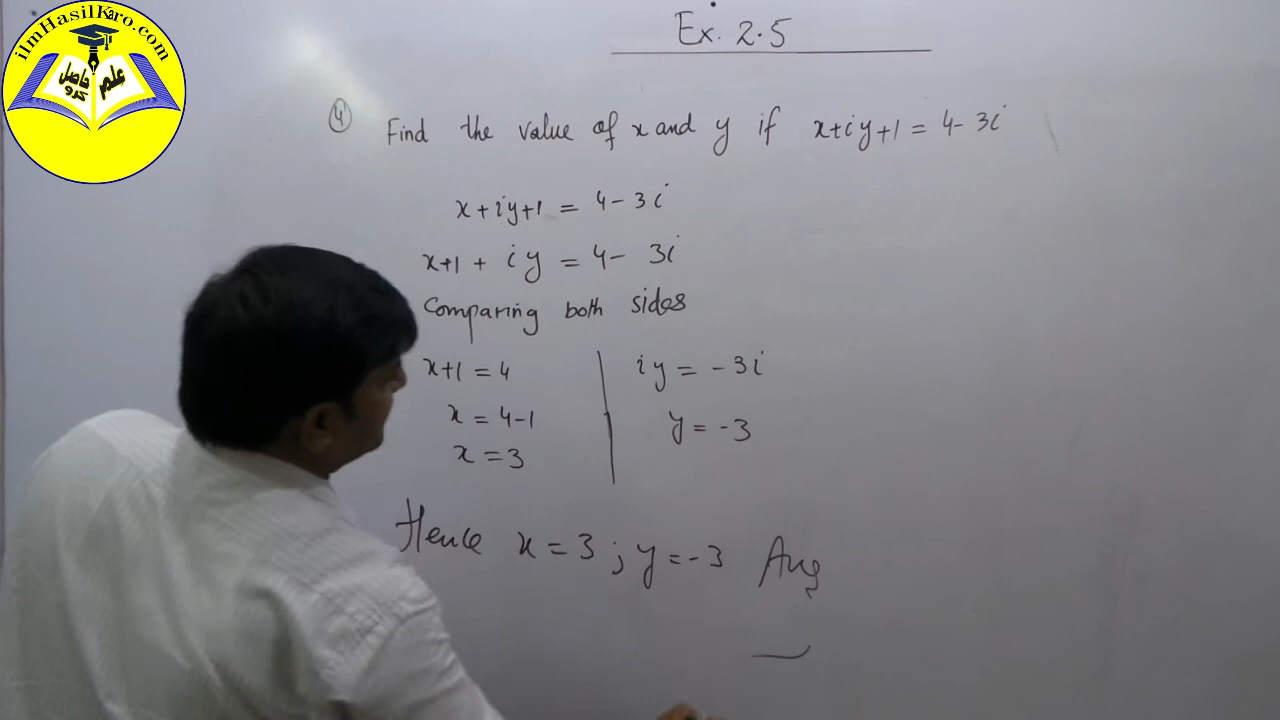 ilmHasilKaro.com
علم حاصل کرو
Ex. 2.5
4 Find the value of x and y if x+iy+1 = 4-3i
x+iy+1 = 4-3i
x+1 + iy = 4- 3i
Comparing both sides
x+1 = 4
x = 4-1
x = 3
iy = -3i
y = -3
Hence x = 3 ; y = -3 Ans